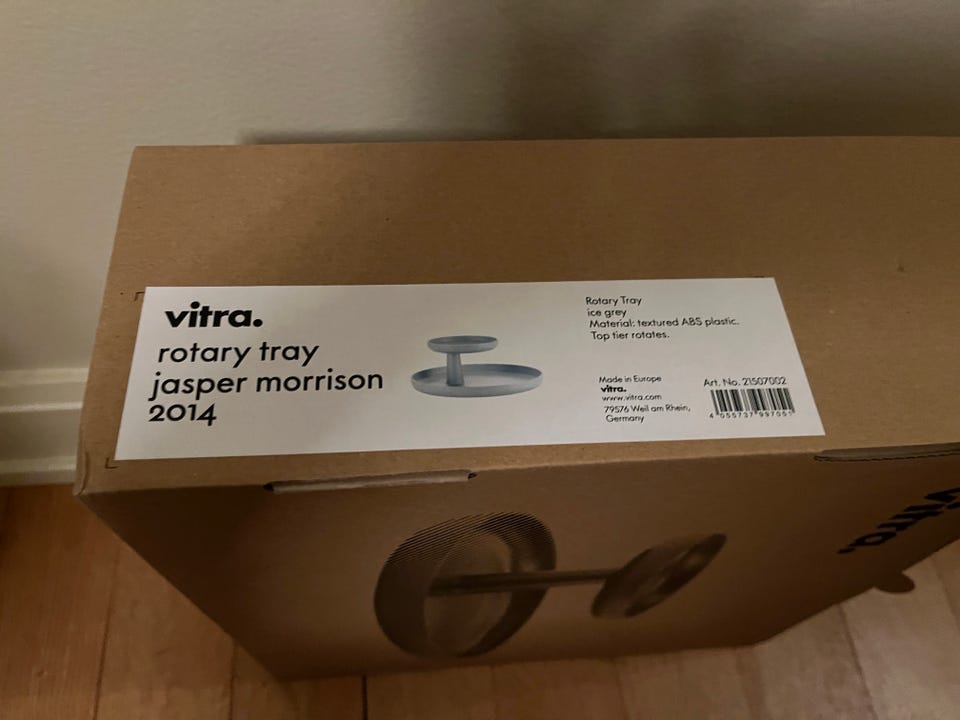 vitra.
rotary tray
jasper morrison
2014
Rotary Tray
ice grey
Material: textured ABS plastic.
Top tier rotates.
Made in Europe
vitra.
www.vitra.com
79576 Weil am Rhein,
Germany
Art. No. 21507002
vitra.